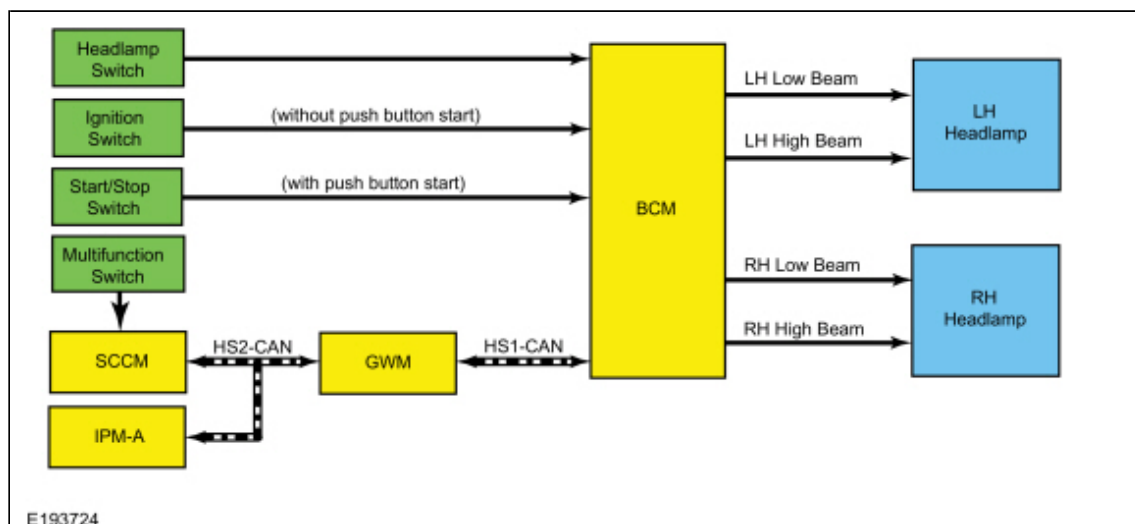 Headlamp
Switch
Ignition
Switch
(without push button start)
Start/Stop
Switch
(with push button start)
Multifunction
Switch
SCCM
HS2-CAN
GWM
HS1-CAN
IPM-A
BCM
LH Low Beam
LH High Beam
LH
Headlamp
RH Low Beam
RH High Beam
RH
Headlamp
E193724